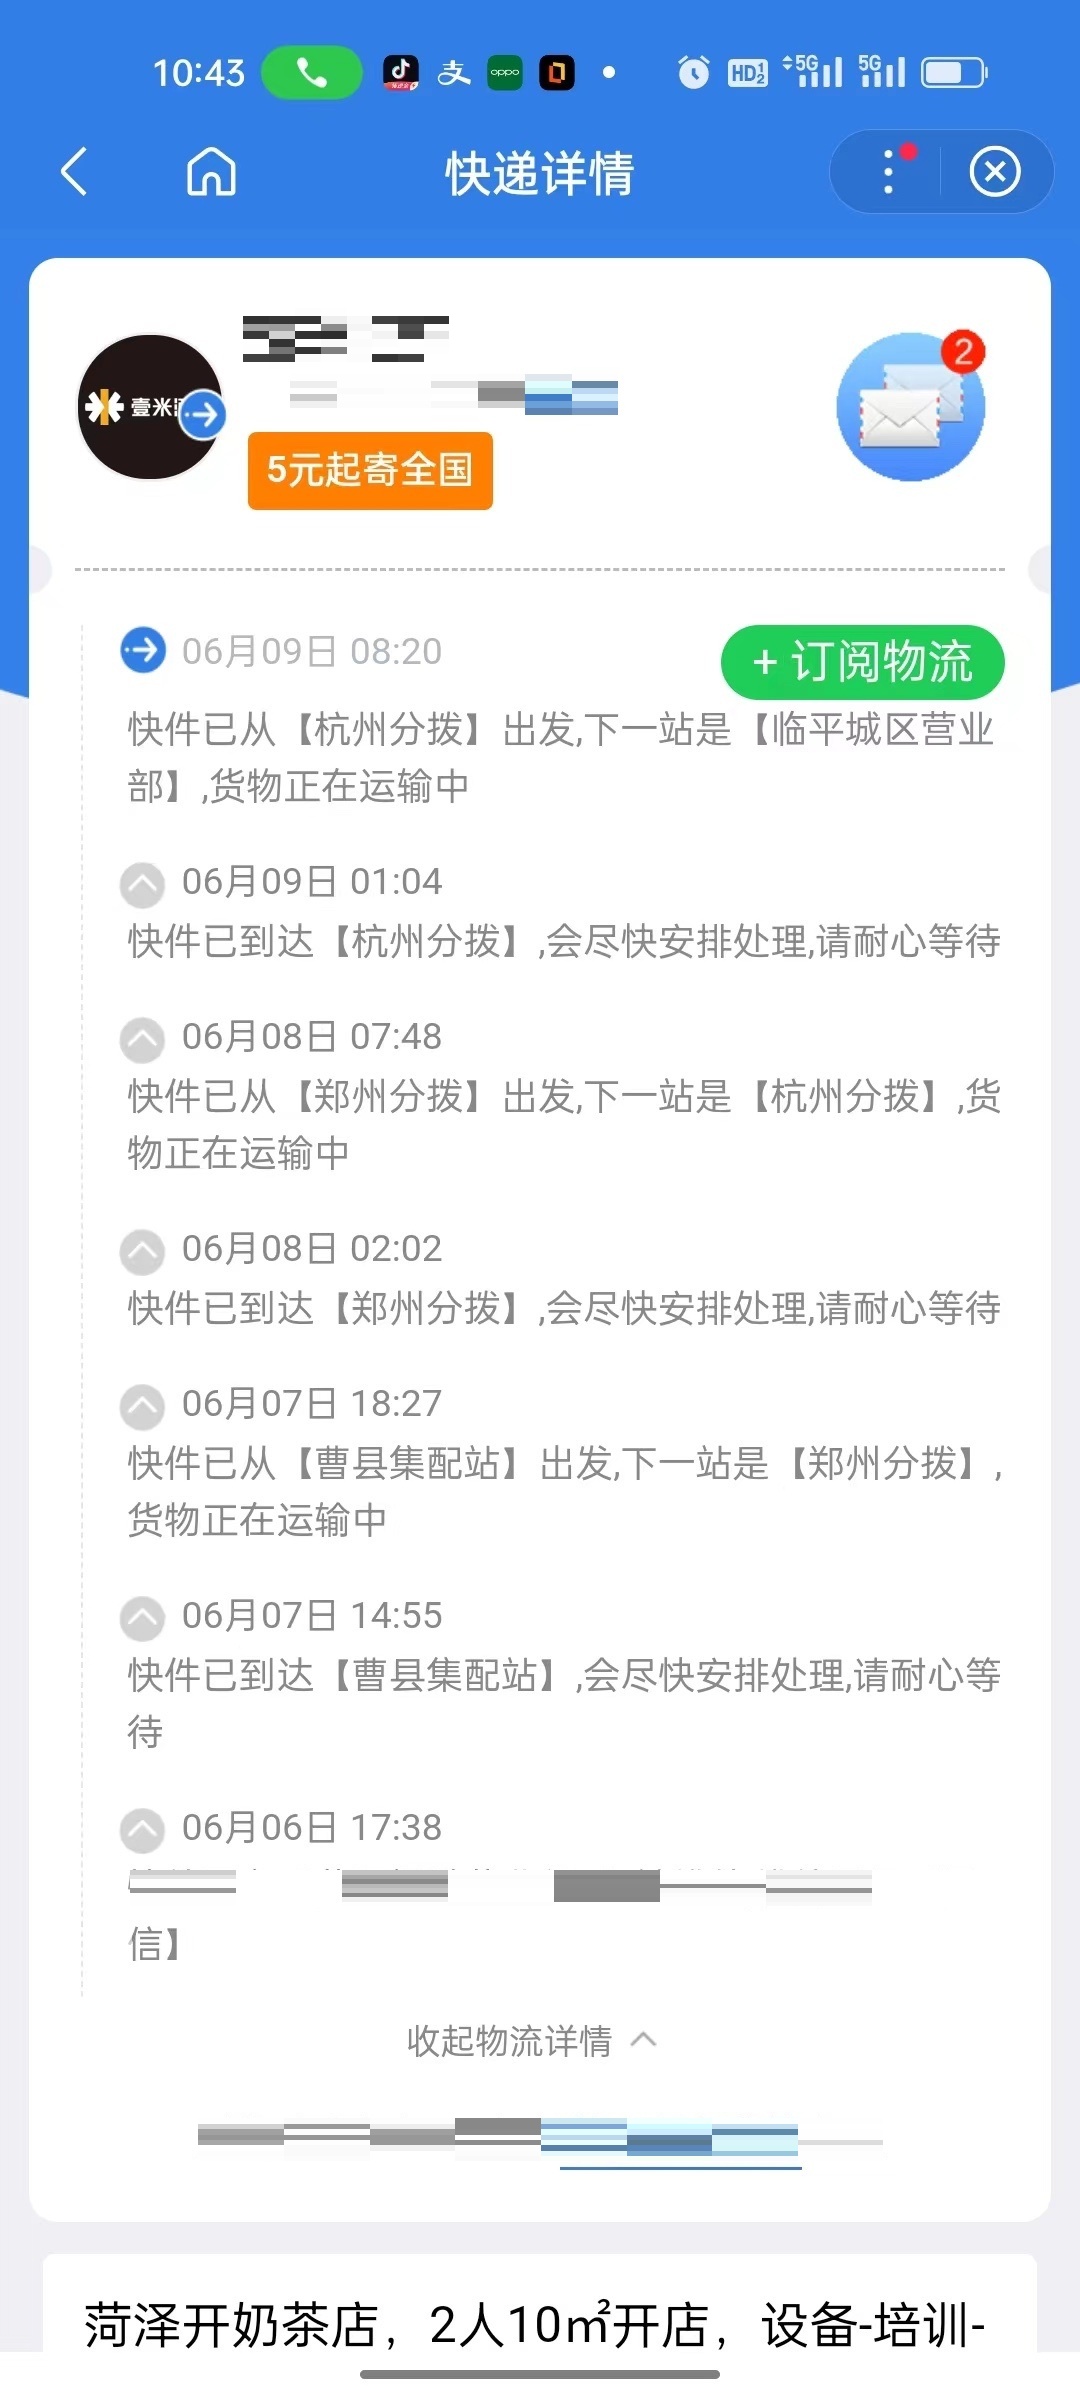 10:43
快递详情
壹米
2
5元起寄全国
06月09日 08:20
+ 订阅物流
快件已从【杭州分拨】出发,下一站是【临平城区营业
部】,货物正在运输中
06月09日 01:04
快件已到达【杭州分拨】,会尽快安排处理,请耐心等待
06月08日 07:48
快件已从【郑州分拨】出发,下一站是【杭州分拨】,货
物正在运输中
06月08日 02:02
快件已到达【郑州分拨】,会尽快安排处理,请耐心等待
06月07日 18:27
快件已从【曹县集配站】出发,下一站是【郑州分拨】,
货物正在运输中
06月07日 14:55
快件已到达【曹县集配站】,会尽快安排处理,请耐心等
待
06月06日 17:38
信】
收起物流详情
菏泽开奶茶店，2人10㎡开店，设备-培训-